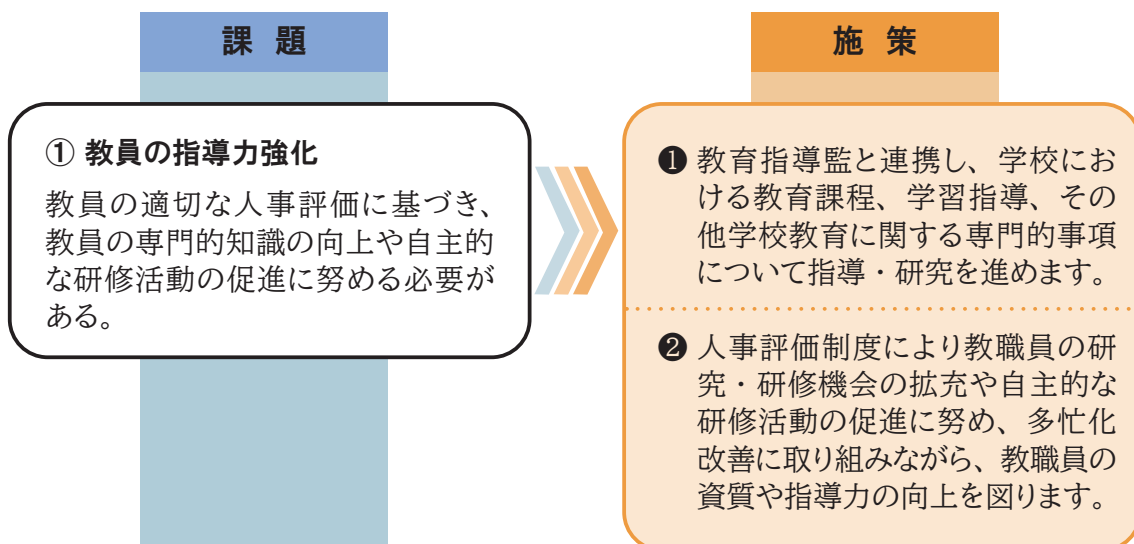 課題
① 教員の指導力強化
教員の適切な人事評価に基づき、
教員の専門的知識の向上や自主的
な研修活動の促進に努める必要が
ある。
施策
❶ 教育指導監と連携し、学校にお
ける教育課程、学習指導、その
他学校教育に関する専門的事項
について指導・研究を進めます。
❷ 人事評価制度により教職員の研
究・研修機会の拡充や自主的な
研修活動の促進に努め、多忙化
改善に取り組みながら、教職員の
資質や指導力の向上を図ります。